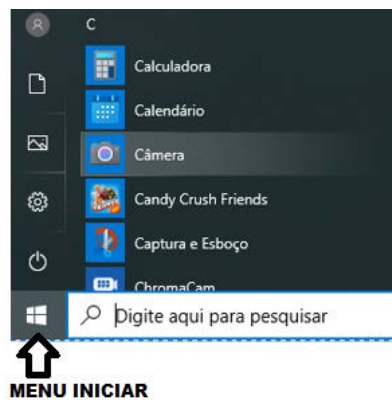 C
Calculadora
Calendário
Câmera
Candy Crush Friends
Captura e Esboço
ChromaCam
Digite aqui para pesquisar
MENU INICIAR